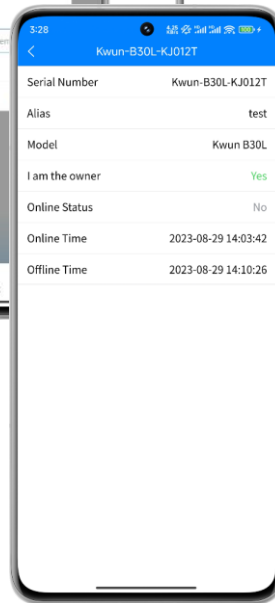 3:28
Kwun-B30L-KJ012T
Serial Number Kwun-B30L-KJ012T
Alias test
Model Kwun B30L
I am the owner Yes
Online Status No
Online Time 2023-08-29 14:03:42
Offline Time 2023-08-29 14:10:26